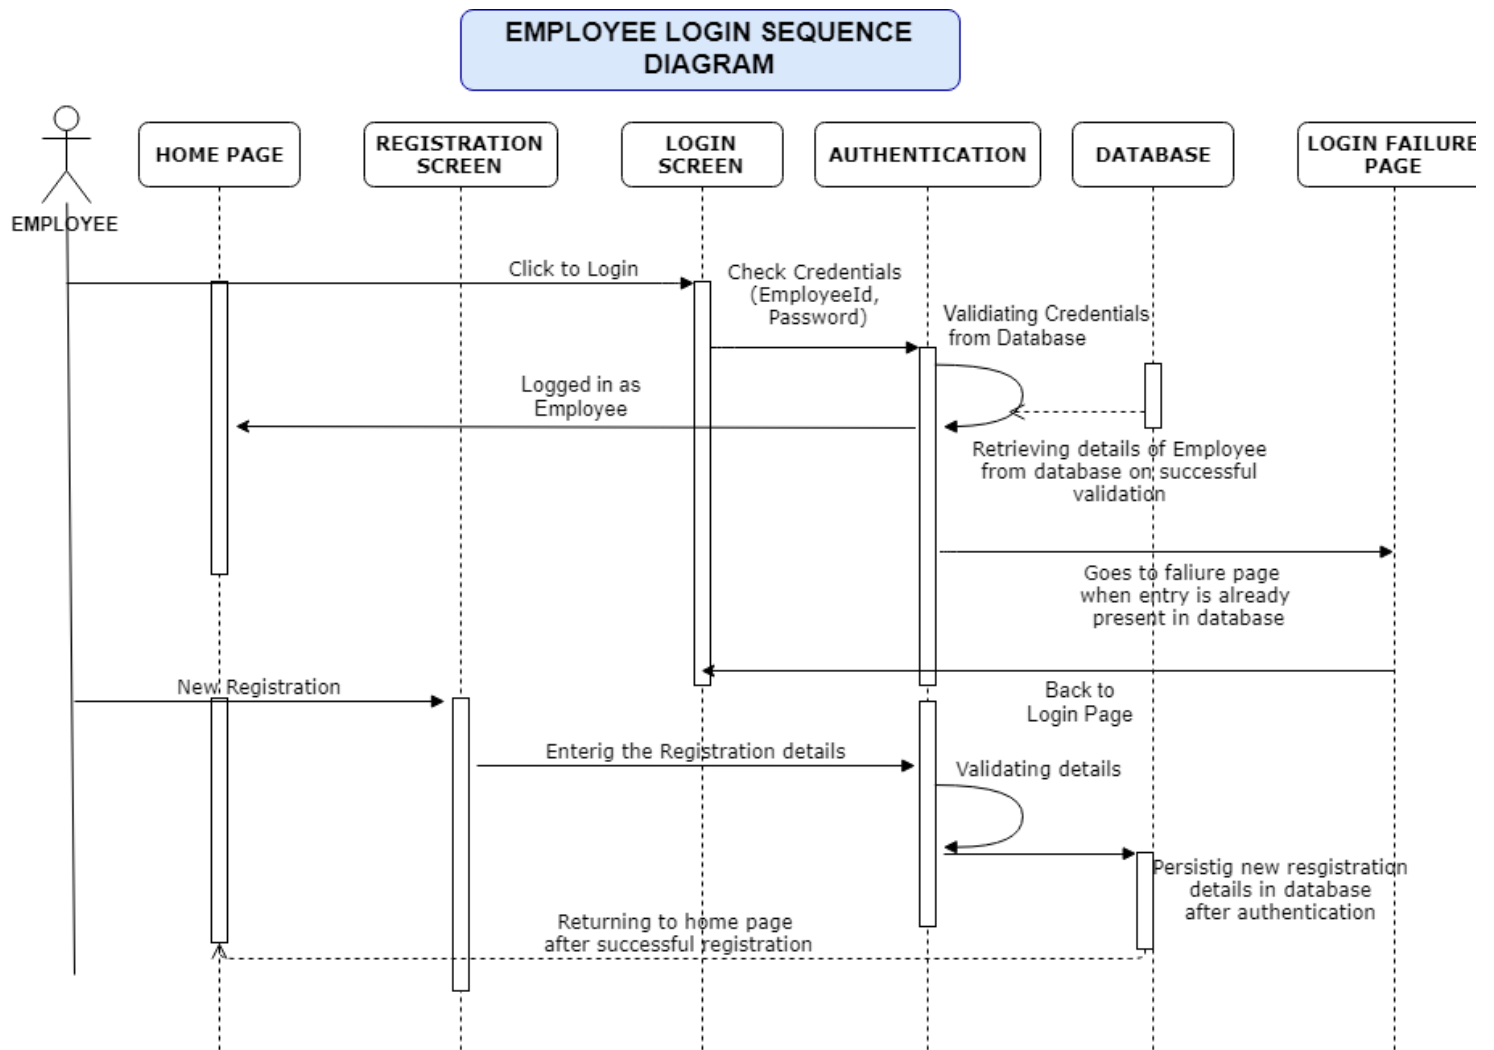 EMPLOYEE LOGIN SEQUENCE
DIAGRAM
EMPLOYEE
HOME PAGE
REGISTRATION
SCREEN
LOGIN
SCREEN
AUTHENTICATION
DATABASE
LOGIN FAILURE
PAGE
Click to Login
Check Credentials
(EmployeeId,
Password)
Validiating Credentials
from Database
Logged in as
Employee
Retrieving details of Employee
from database on successful
validation
Goes to faliure page
when entry is already
present in database
Back to
Login Page
New Registration
Enterig the Registration details
Validating details
Persistig new resgistration
details in database
after authentication
Returning to home page
after successful registration